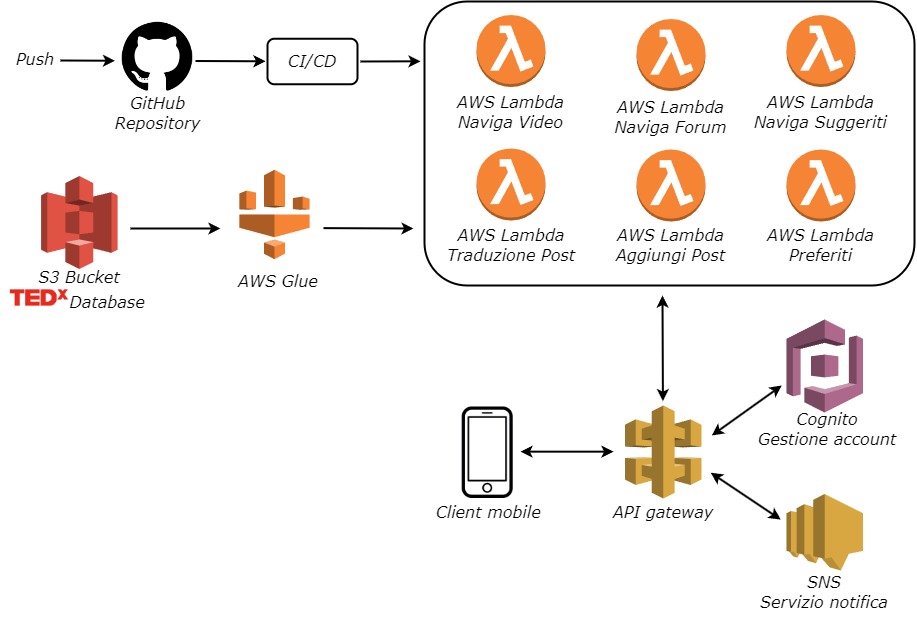 Push
GitHub
Repository
CI/CD
AWS Lambda
Naviga Video
AWS Lambda
Naviga Forum
AWS Lambda
Naviga Suggeriti
AWS Lambda
Traduzione Post
AWS Lambda
Aggiungi Post
AWS Lambda
Preferiti
S3 Bucket
TEDx Database
AWS Glue
Client mobile
API gateway
Cognito
Gestione account
SNS
Servizio notifica